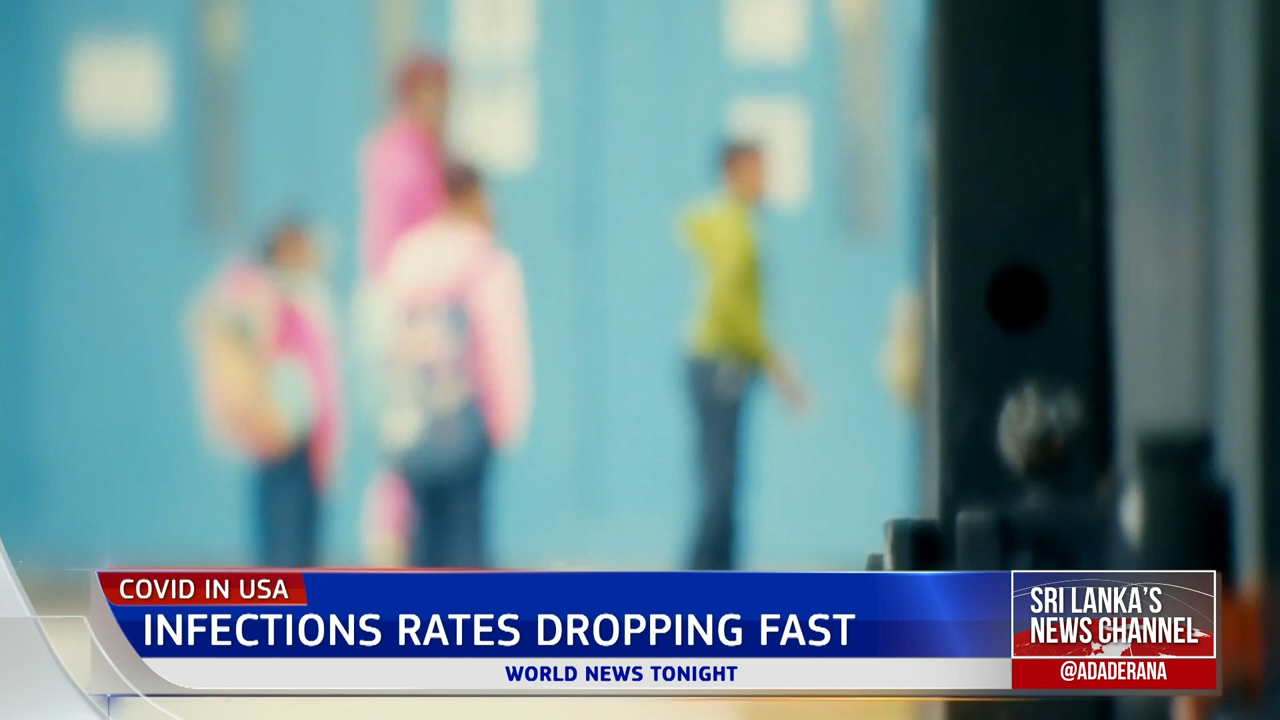 COVID IN USA
INFECTIONS RATES DROPPING FAST
WORLD NEWS TONIGHT
SRI LANKA'S
NEWS CHANNEL
@ADADERANA